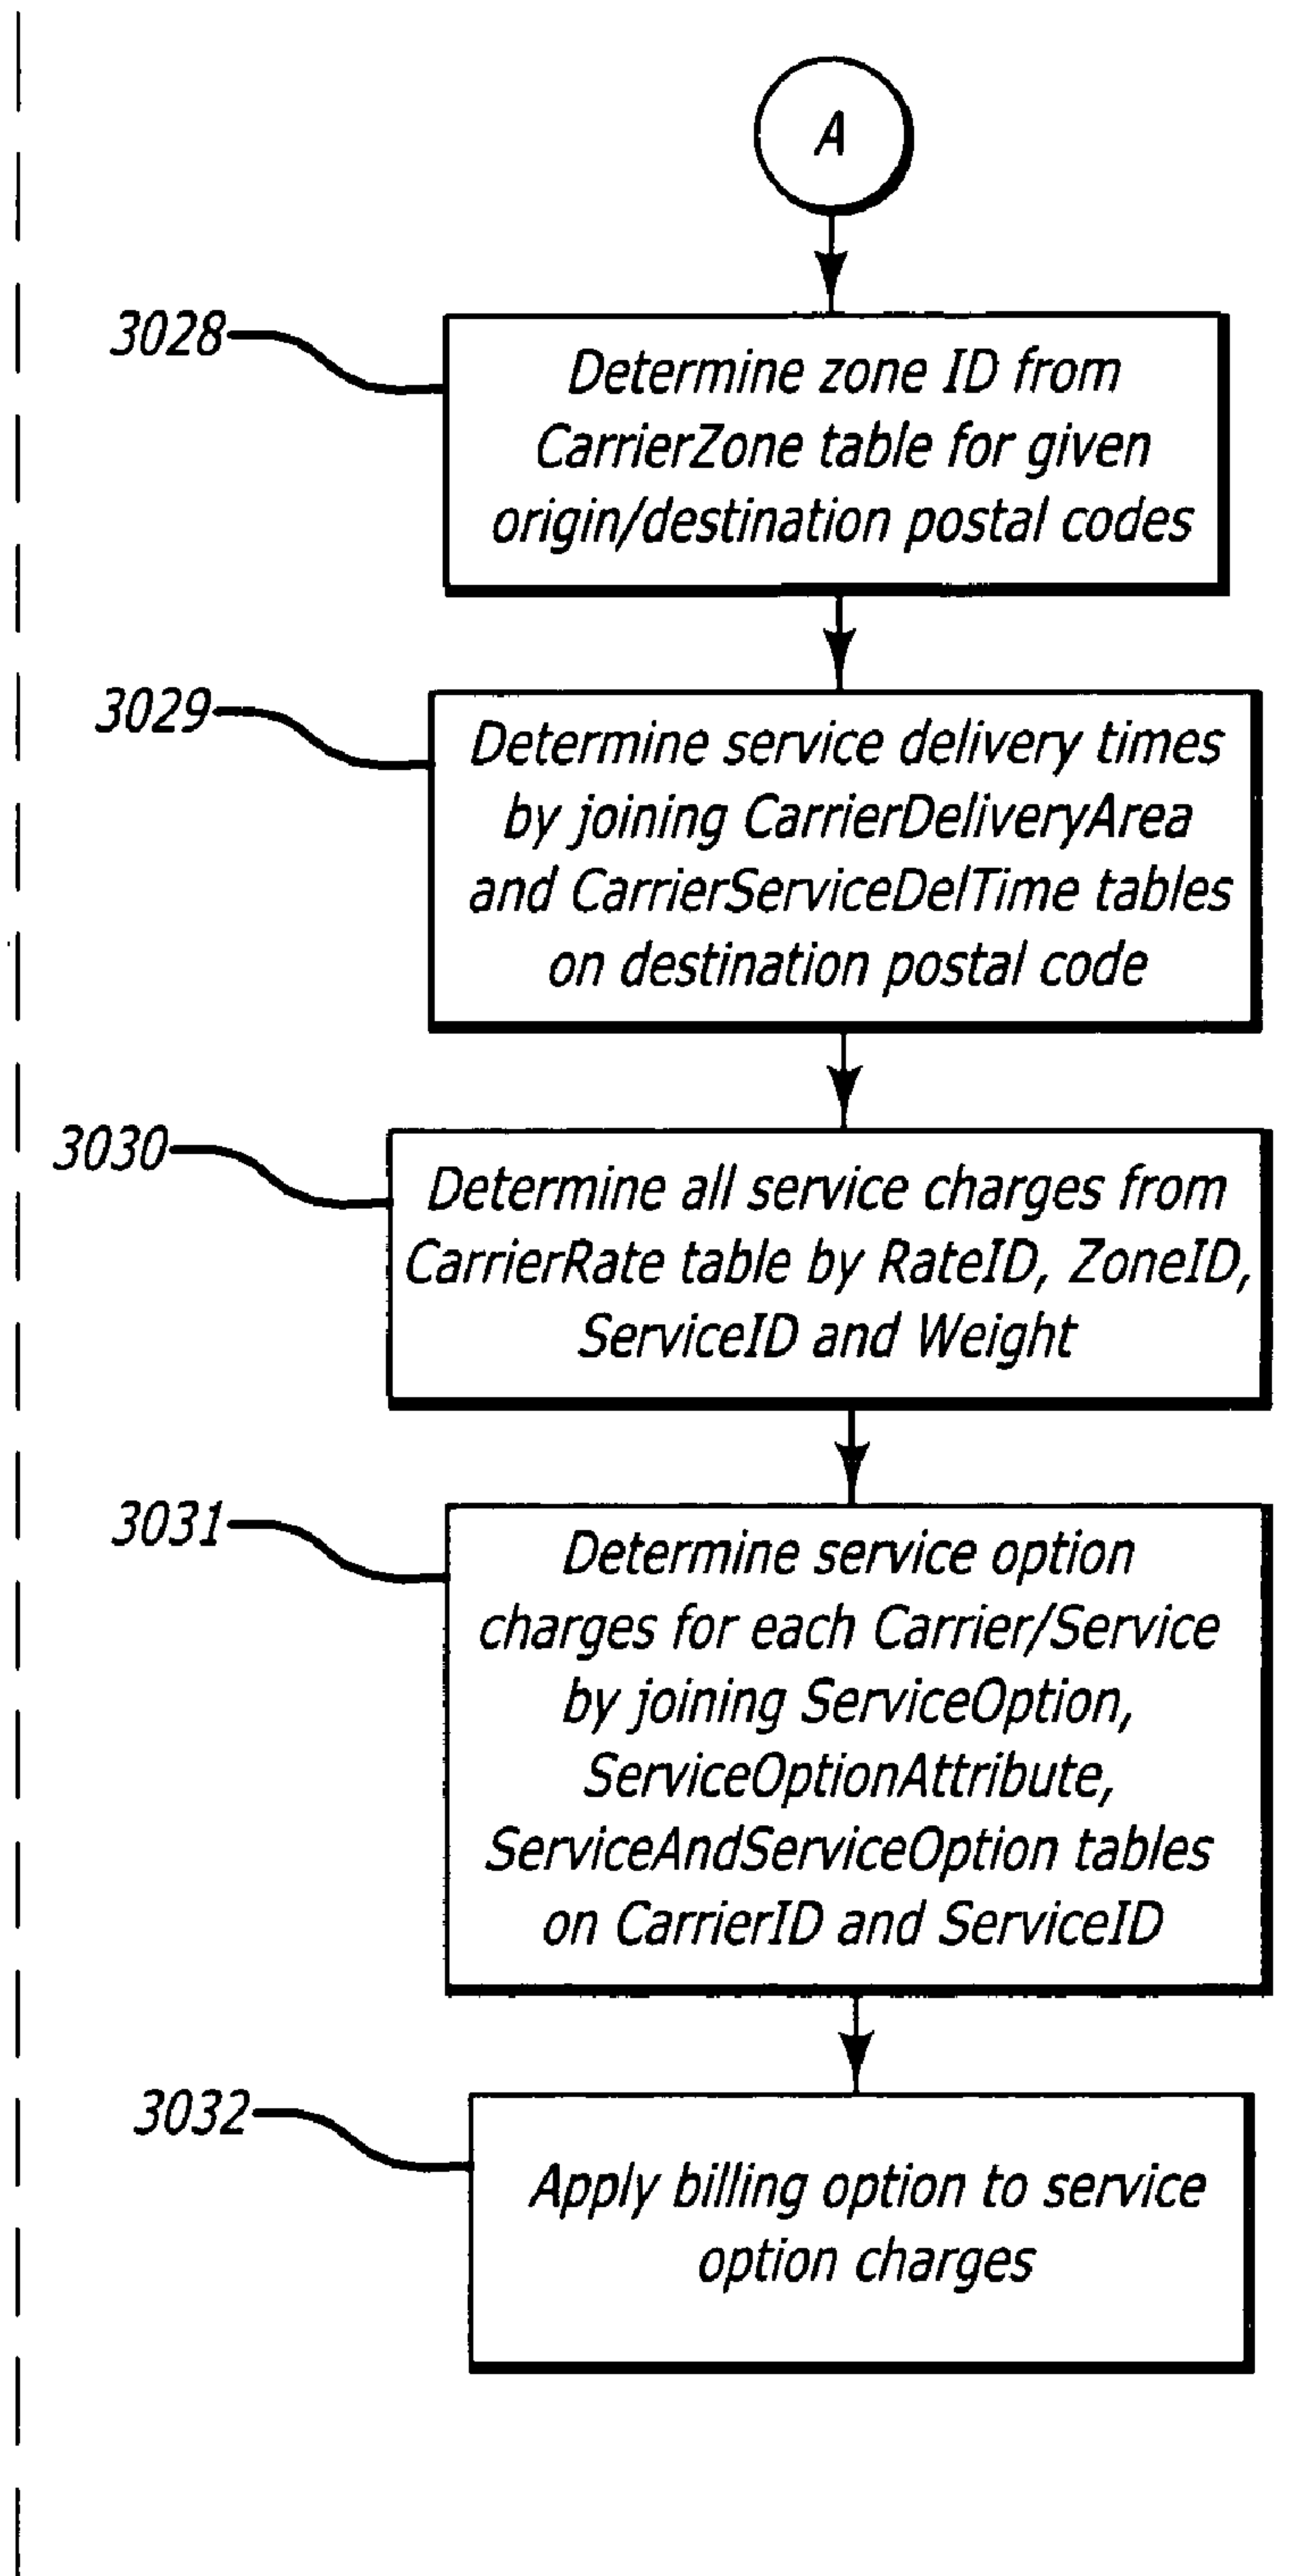 A
3028
Determine zone ID from
CarrierZone table for given
origin/destination postal codes
3029
Determine service delivery times
by joining CarrierDeliveryArea
and CarrierServiceDelTime tables
on destination postal code
3030
Determine all service charges from
CarrierRate table by RateID, ZoneID,
ServiceID and Weight
3031
Determine service option
charges for each Carrier/Service
by joining ServiceOption,
ServiceOptionAttribute,
ServiceAndServiceOption tables
on CarrierID and ServiceID
3032
Apply billing option to service
option charges